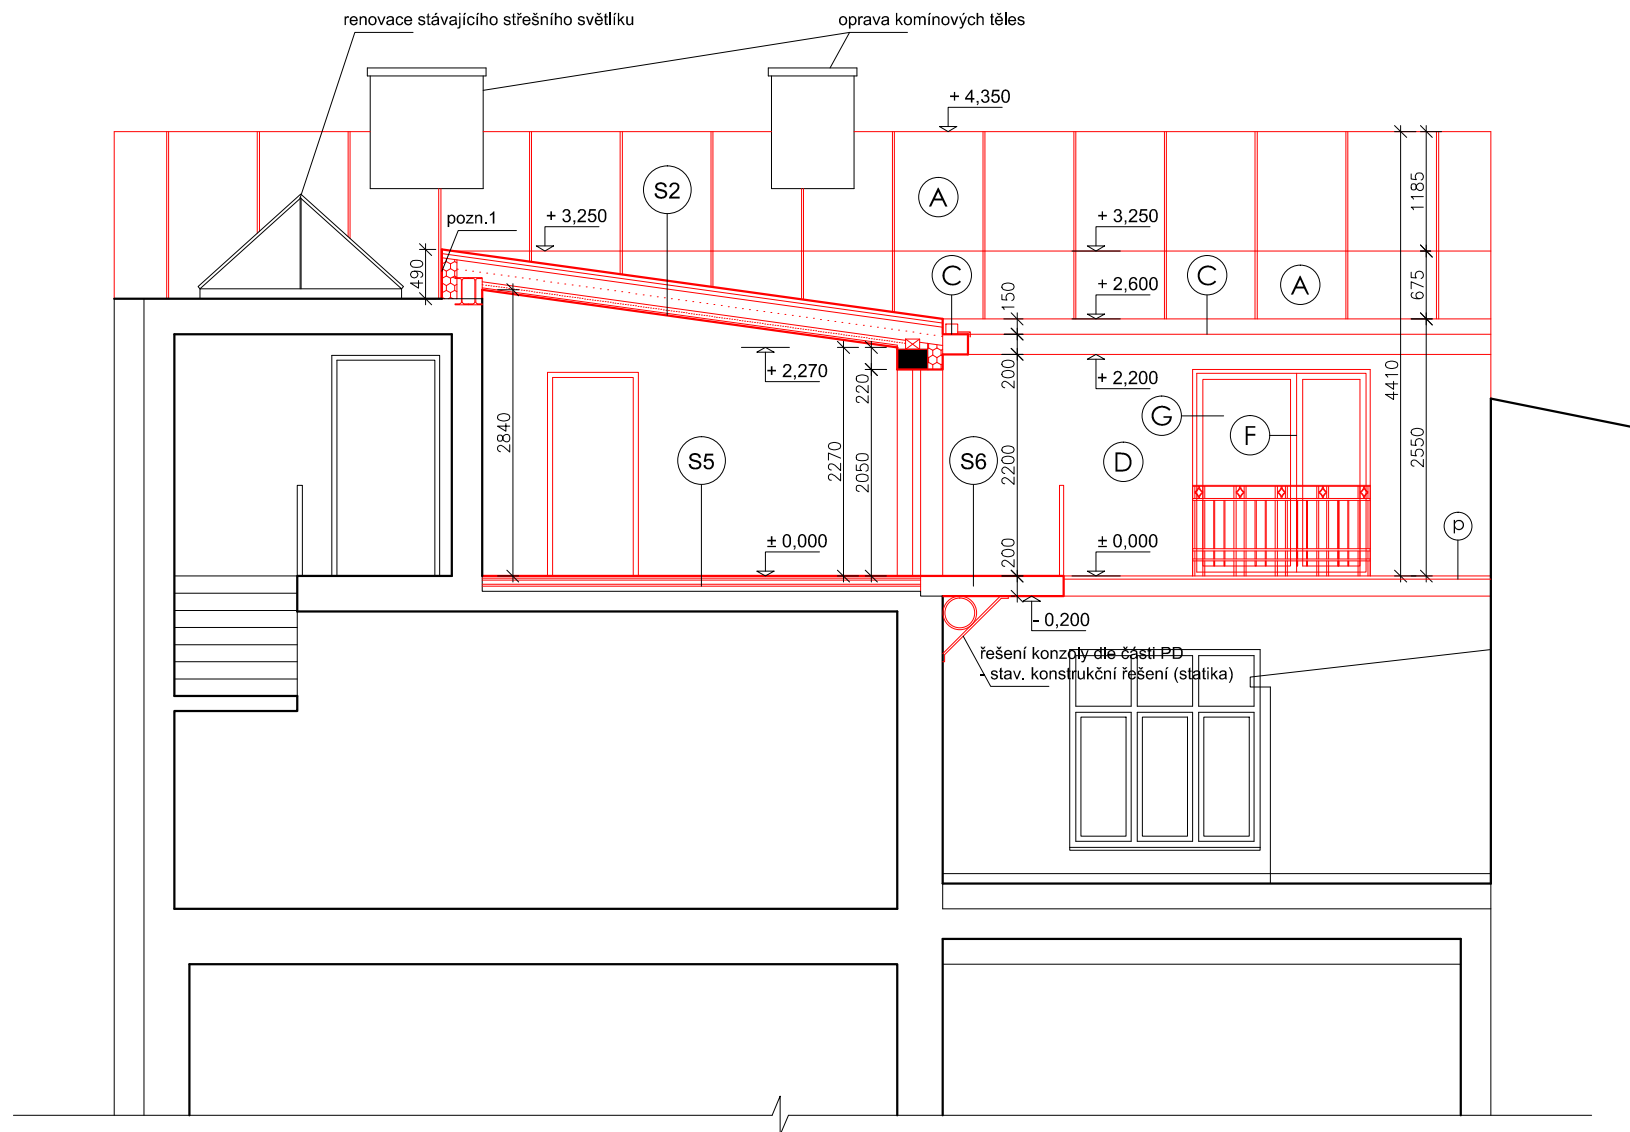 renovace stávajícího střešního světlíku
oprava komínových těles
+ 4,350
S2
A
1185
pozn.1
+ 3,250
+ 3,250
490
C
C
A
675
+ 2,600
150
+ 2,270
220
200
+ 2,200
4410
2840
2270
2050
2200
2550
G
F
S5
S6
D
p
± 0,000
200
± 0,000
- 0,200
řešení konzoly dle části PD
- stav. konstrukční řešení (statika)